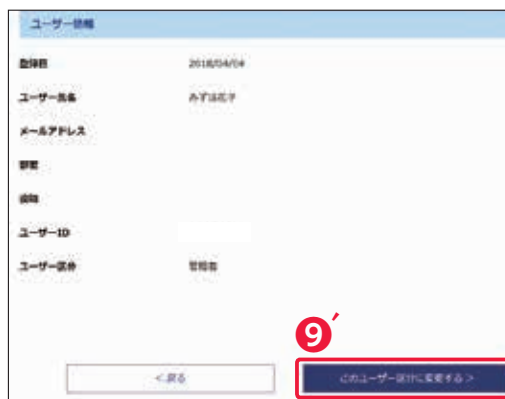 ユーザー情報
登録日 2018/04/04
ユーザー氏名 みずほ花子
メールアドレス
部署
役職
ユーザーID
ユーザー区分 管理者
❾′
＜戻る
このユーザー区分に変更する＞